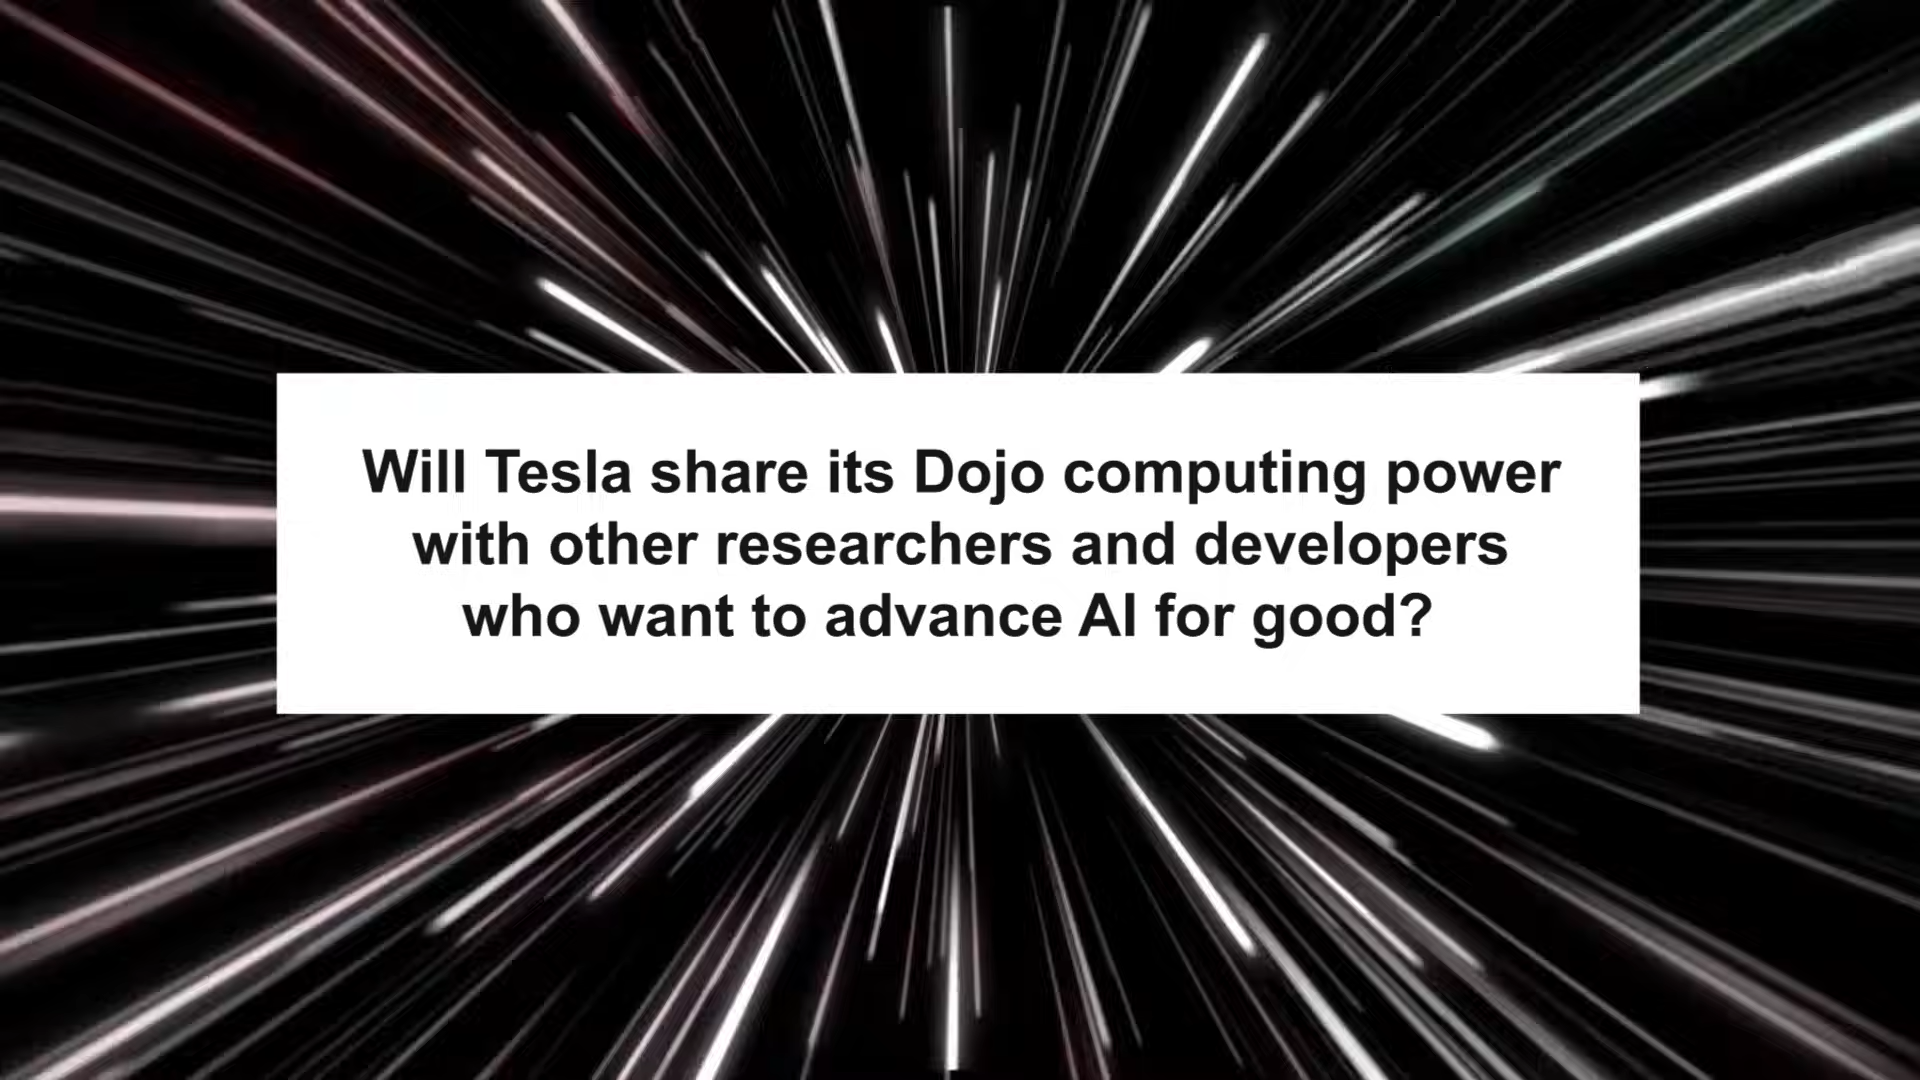 Will Tesla share its Dojo computing power
with other researchers and developers
who want to advance AI for good?